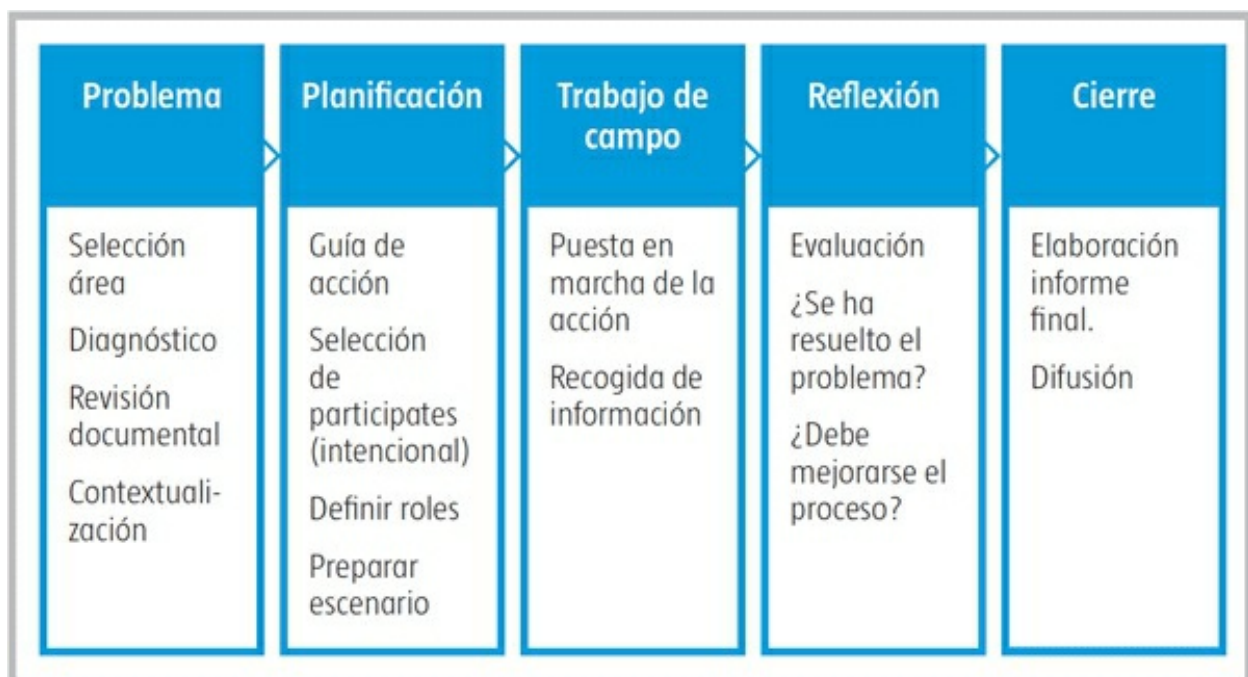 Problema
Selección
área
Diagnóstico
Revisión
documental
Contextuali-
zación
Planificación
Guía de
acción
Selección
de
participates
(intencional)
Definir roles
Preparar
escenario
Trabajo de
campo
Puesta en
marcha de la
acción
Recogida de
información
Reflexión
Evaluación
¿Se ha
resuelto el
problema?
¿Debe
mejorarse el
proceso?
Cierre
Elaboración
informe
final.
Difusión